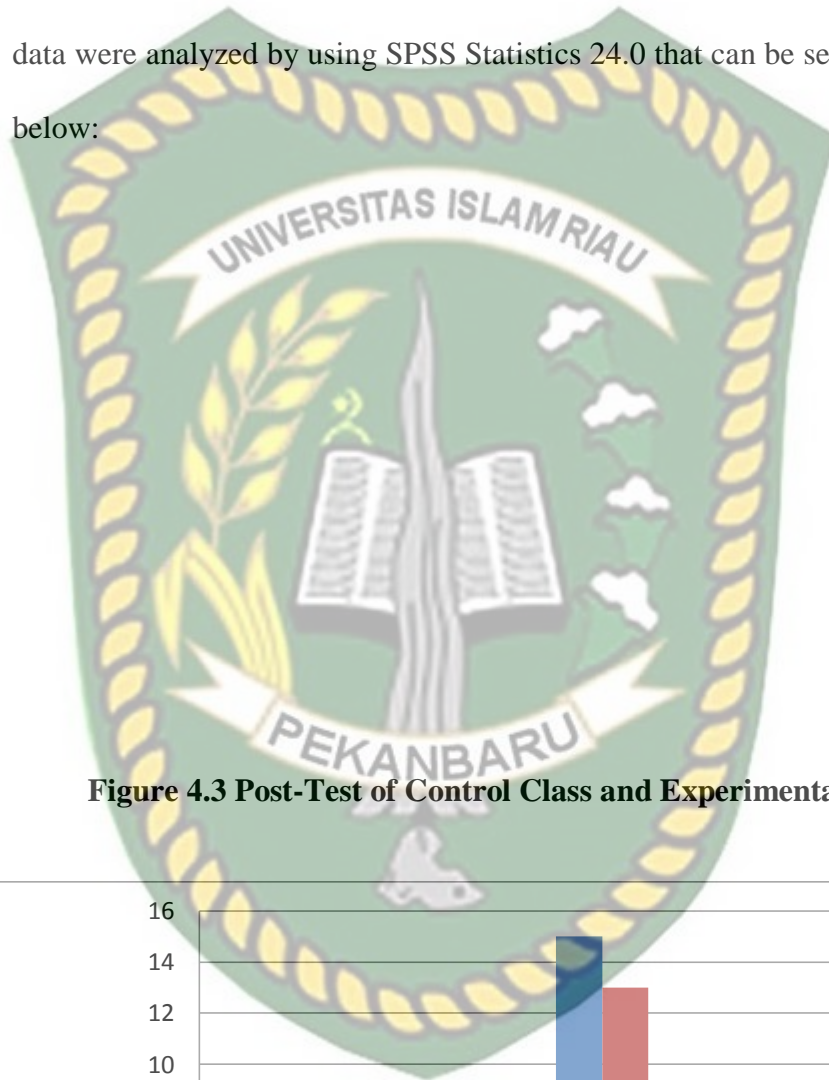 data were analyzed by using SPSS Statistics 24.0 that can be se
below:
UNIVERSITAS ISLAM RIAU
PEKANBARU
Figure 4.3 Post-Test of Control Class and Experimenta
16
14
12
10